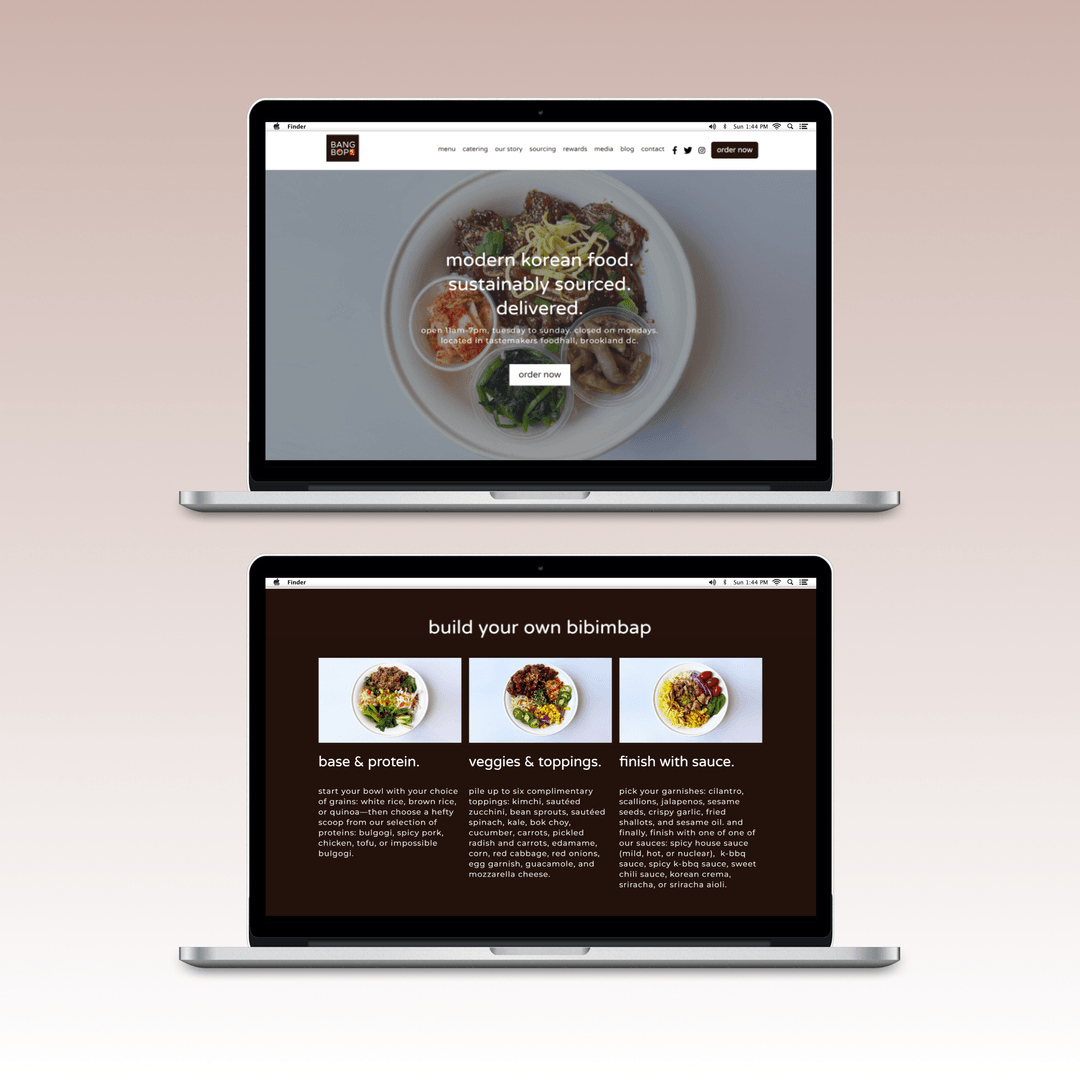 Finder
Sun 1:44 PM
BANG
BOP
menu catering our story sourcing rewards media blog contact order now
modern korean food.
sustainably sourced.
delivered.
open 11am-7pm, tuesday to sunday. closed on mondays.
located in tastemakers foodhall, brookland dc.
order now
Finder
Sun 1:44 PM
build your own bibimbap
base & protein.
start your bowl with your choice
of grains: white rice, brown rice,
or quinoa—then choose a hefty
scoop from our selection of
proteins: bulgogi, spicy pork,
chicken, tofu, or impossible
bulgogi.
veggies & toppings.
pile up to six complimentary
toppings: kimchi, sautéed
zucchini, bean sprouts, sautéed
spinach, kale, bok choy,
cucumber, carrots, pickled
radish and carrots, edamame,
corn, red cabbage, red onions,
egg garnish, guacamole, and
mozzarella cheese.
finish with sauce.
pick your garnishes: cilantro,
scallions, jalapenos, sesame
seeds, crispy garlic, fried
shallots, and sesame oil. and
finally, finish with one of one of
our sauces: spicy house sauce
(mild, hot, or nuclear), k-bbq
sauce, spicy k-bbq sauce, sweet
chili sauce, korean crema,
sriracha, or sriracha aioli.